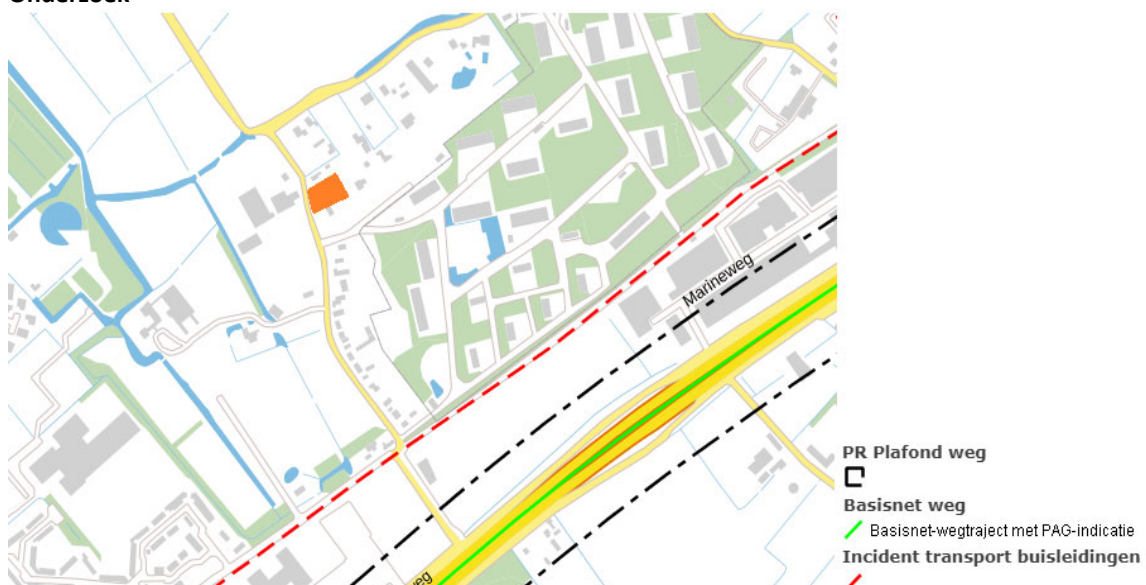 Marineweg
PR Plafond weg
Basisnet weg
Basisnet-wegtraject met PAG-indicatie
Incident transport buisleidingen